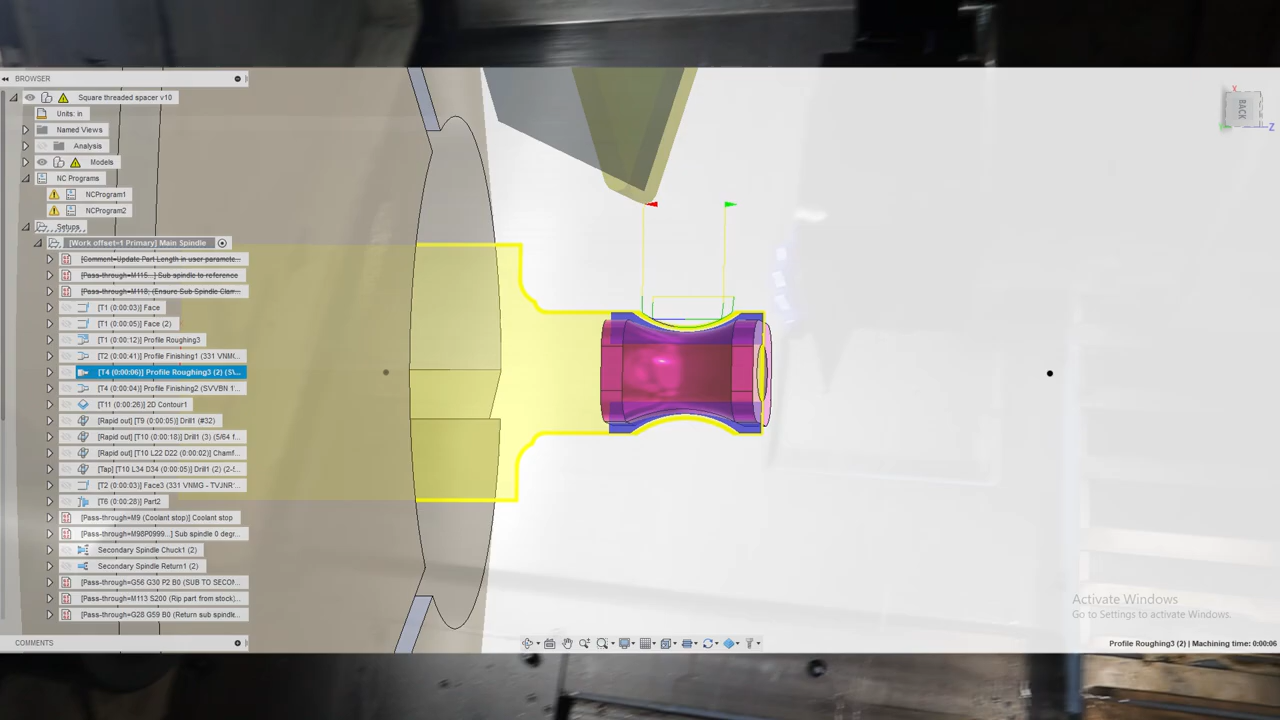 BROWSER
Square threaded spacer v10
Units: in
Named Views
Analysis
Models
NC Programs
NCProgram1
NCProgram2
Setups
[Work offset=1 Primary] Main Spindle
[Comment=Update Part Length in user paramete...
[Pass-through=M115...] Sub spindle to reference
[Pass-through=M118; (Ensure Sub Spindle Clam...
[T1 (0:00:03)] Face
[T1 (0:00:05)] Face (2)
[T1 (0:00:12)] Profile Roughing3
[T2 (0:00:41)] Profile Finishing1 (331 VNM(...
[T4 (0:00:06)] Profile Roughing3 (2) (S\...
[T4 (0:00:04)] Profile Finishing2 (SVVBN 1'...
[T11 (0:00:26)] 2D Contour1
[Rapid out] [T9 (0:00:05)] Drill1 (#32)
[Rapid out] [T10 (0:00:18)] Drill1 (3) (5/64 f...
[Rapid out] [T10 L22 D22 (0:00:02)] Chamf...
[Tap] [T10 L34 D34 (0:00:05)] Drill1 (2) (2-...
[T2 (0:00:03)] Face3 (331 VNMG - TVJNR'...
[T6 (0:00:28)] Part2
[Pass-through=M9 (Coolant stop)] Coolant stop
[Pass-through=M98P0999...] Sub spindle 0 degr...
Secondary Spindle Chuck1 (2)
Secondary Spindle Return1 (2)
[Pass-through=G56 G30 P2 B0 (SUB TO SECON...
[Pass-through=M113 S200 (Rip part from stock)...
[Pass-through=G28 G59 B0 (Return sub spindle...
COMMENTS
BACK
X
Z
Activate Windows
Go to Settings to activate Windows.
Profile Roughing3 (2) | Machining time: 0:00:06